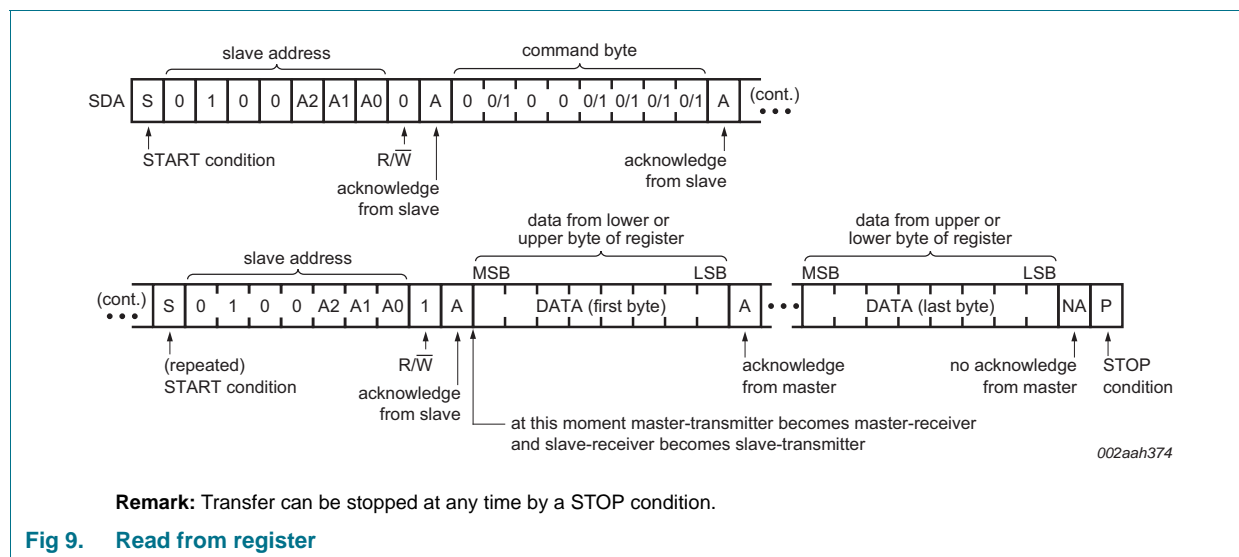 slave address command byte
SDA S 0 1 0 0 A2 A1 A0 0 A 0 0/1 0 0 0/1 0/1 0/1 0/1 A (cont.)
START condition R/W̅ acknowledge
acknowledge from slave
from slave
data from lower or data from upper or
upper byte of register lower byte of register
slave address
MSB LSB MSB LSB
(cont.) S 0 1 0 0 A2 A1 A0 1 A DATA (first byte) A DATA (last byte) NA P
(repeated) R/W̅ acknowledge no acknowledge STOP
START condition acknowledge from master from master condition
from slave
at this moment master-transmitter becomes master-receiver
and slave-receiver becomes slave-transmitter
002aah374
Remark: Transfer can be stopped at any time by a STOP condition.
Fig 9. Read from register